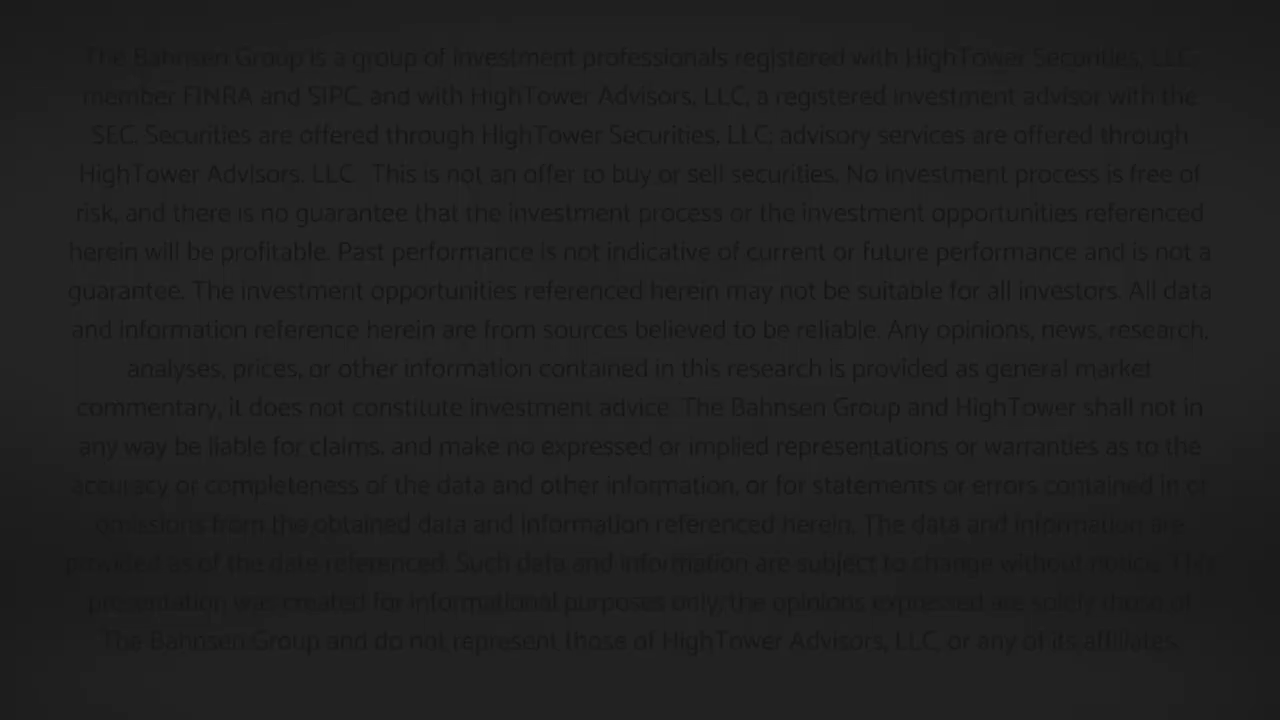 The Bahnsen Group is a group of investment professionals registered with HighTower Securities, LLC,
member FINRA and SIPC, and with HighTower Advisors, LLC, a registered investment advisor with the
SEC. Securities are offered through HighTower Securities, LLC; advisory services are offered through
HighTower Advisors, LLC. This is not an offer to buy or sell securities. No investment process is free of
risk, and there is no guarantee that the investment process or the investment opportunities referenced
herein will be profitable. Past performance is not indicative of current or future performance and is not a
guarantee. The investment opportunities referenced herein may not be suitable for all investors. All data
and information reference herein are from sources believed to be reliable. Any opinions, news, research,
analyses, prices, or other information contained in this research is provided as general market
commentary, it does not constitute investment advice. The Bahnsen Group and HighTower shall not in
any way be liable for claims, and make no expressed or implied representations or warranties as to the
accuracy or completeness of the data and other information, or for statements or errors contained in or
omissions from the obtained data and information referenced herein. The data and information are
provided as of the date referenced. Such data and information are subject to change without notice. This
presentation was created for informational purposes only; the opinions expressed are solely those of
The Bahnsen Group and do not represent those of HighTower Advisors, LLC, or any of its affiliates.